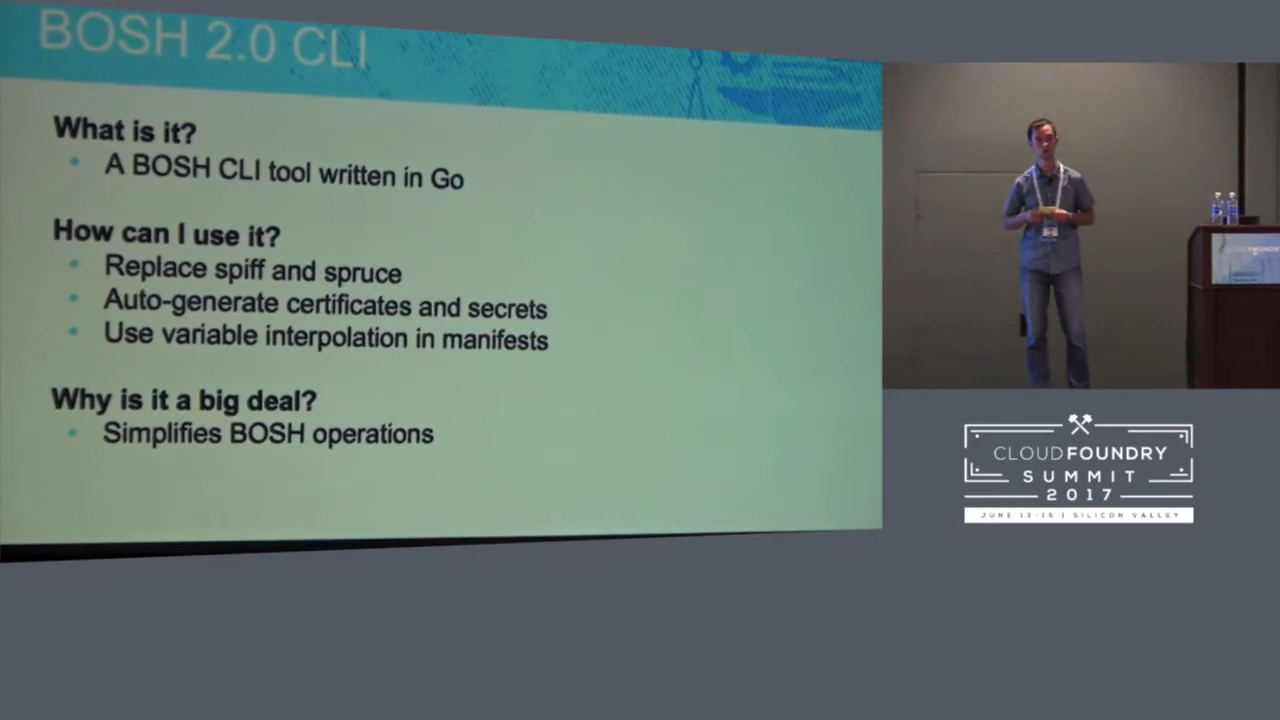 BOSH 2.0 CLI
What is it?
• A BOSH CLI tool written in Go
How can I use it?
• Replace spiff and spruce
• Auto-generate certificates and secrets
• Use variable interpolation in manifests
Why is it a big deal?
• Simplifies BOSH operations
CLOUD FOUNDRY
SUMMIT
2017
JUNE 13-15 | SILICON VALLEY